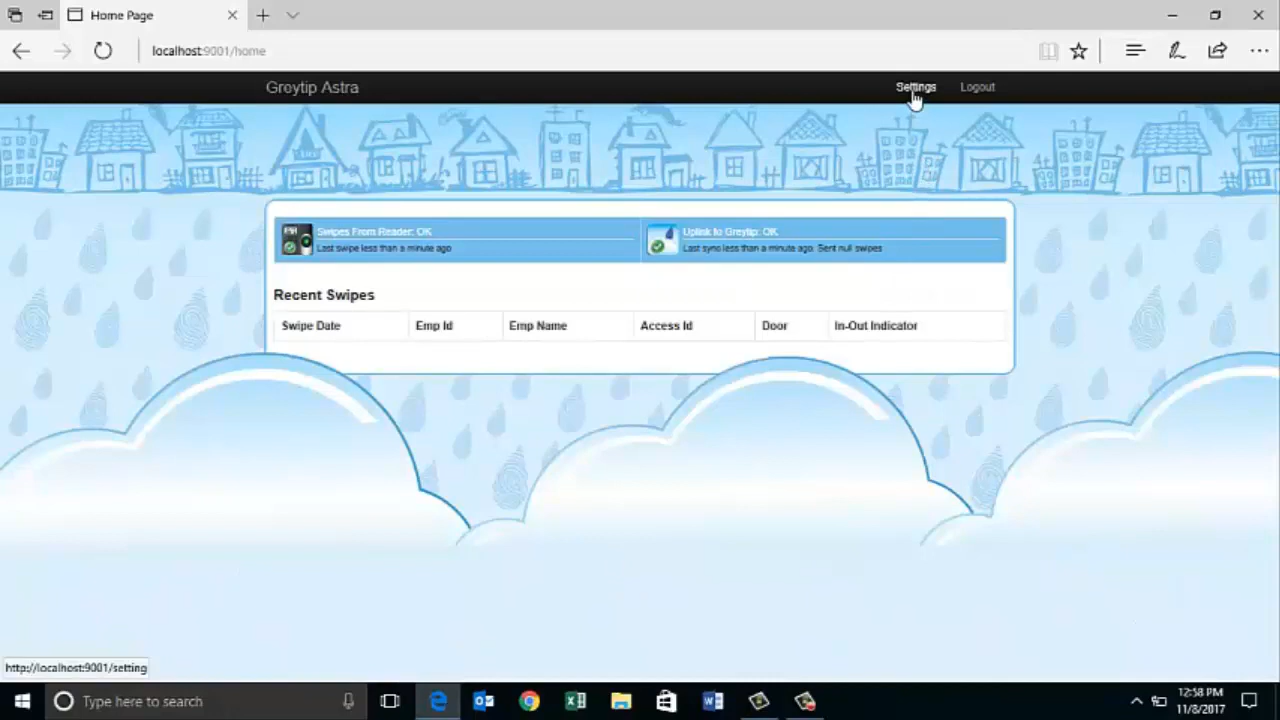 Home Page
localhost:9001/home
Greytip Astra
Settings
Logout
Swipes From Reader: OK
Last swipe less than a minute ago
Uplink to Greytip: OK
Last sync less than a minute ago. Sent null swipes
Recent Swipes
Swipe Date Emp Id Emp Name Access Id Door In-Out Indicator
http://localhost:9001/setting
Type here to search
12:58 PM
11/8/2017